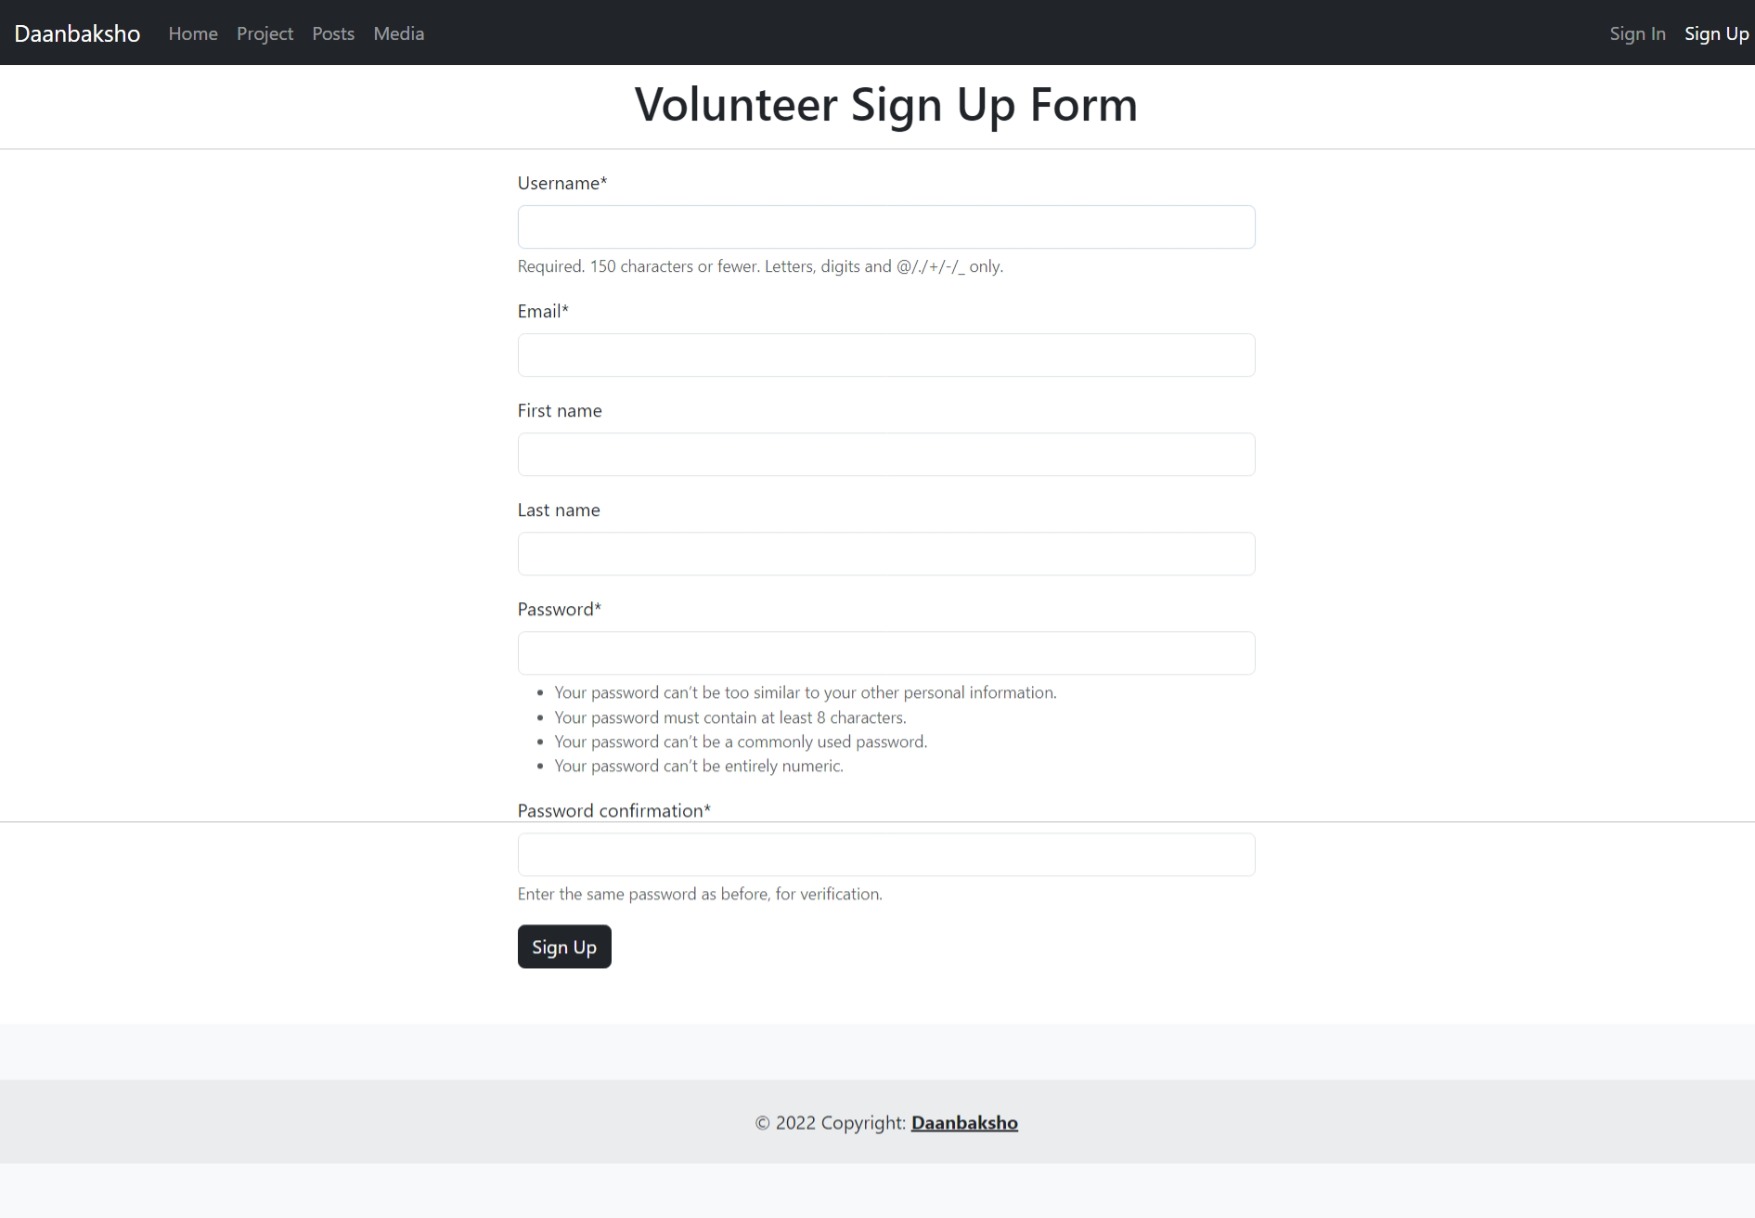 Daanbaksho Home Project Posts Media Sign In Sign Up
Volunteer Sign Up Form
Username*
Required. 150 characters or fewer. Letters, digits and @/./+/-/_ only.
Email*
First name
Last name
Password*
• Your password can't be too similar to your other personal information.
• Your password must contain at least 8 characters.
• Your password can't be a commonly used password.
• Your password can't be entirely numeric.
Password confirmation*
Enter the same password as before, for verification.
Sign Up
© 2022 Copyright: Daanbaksho